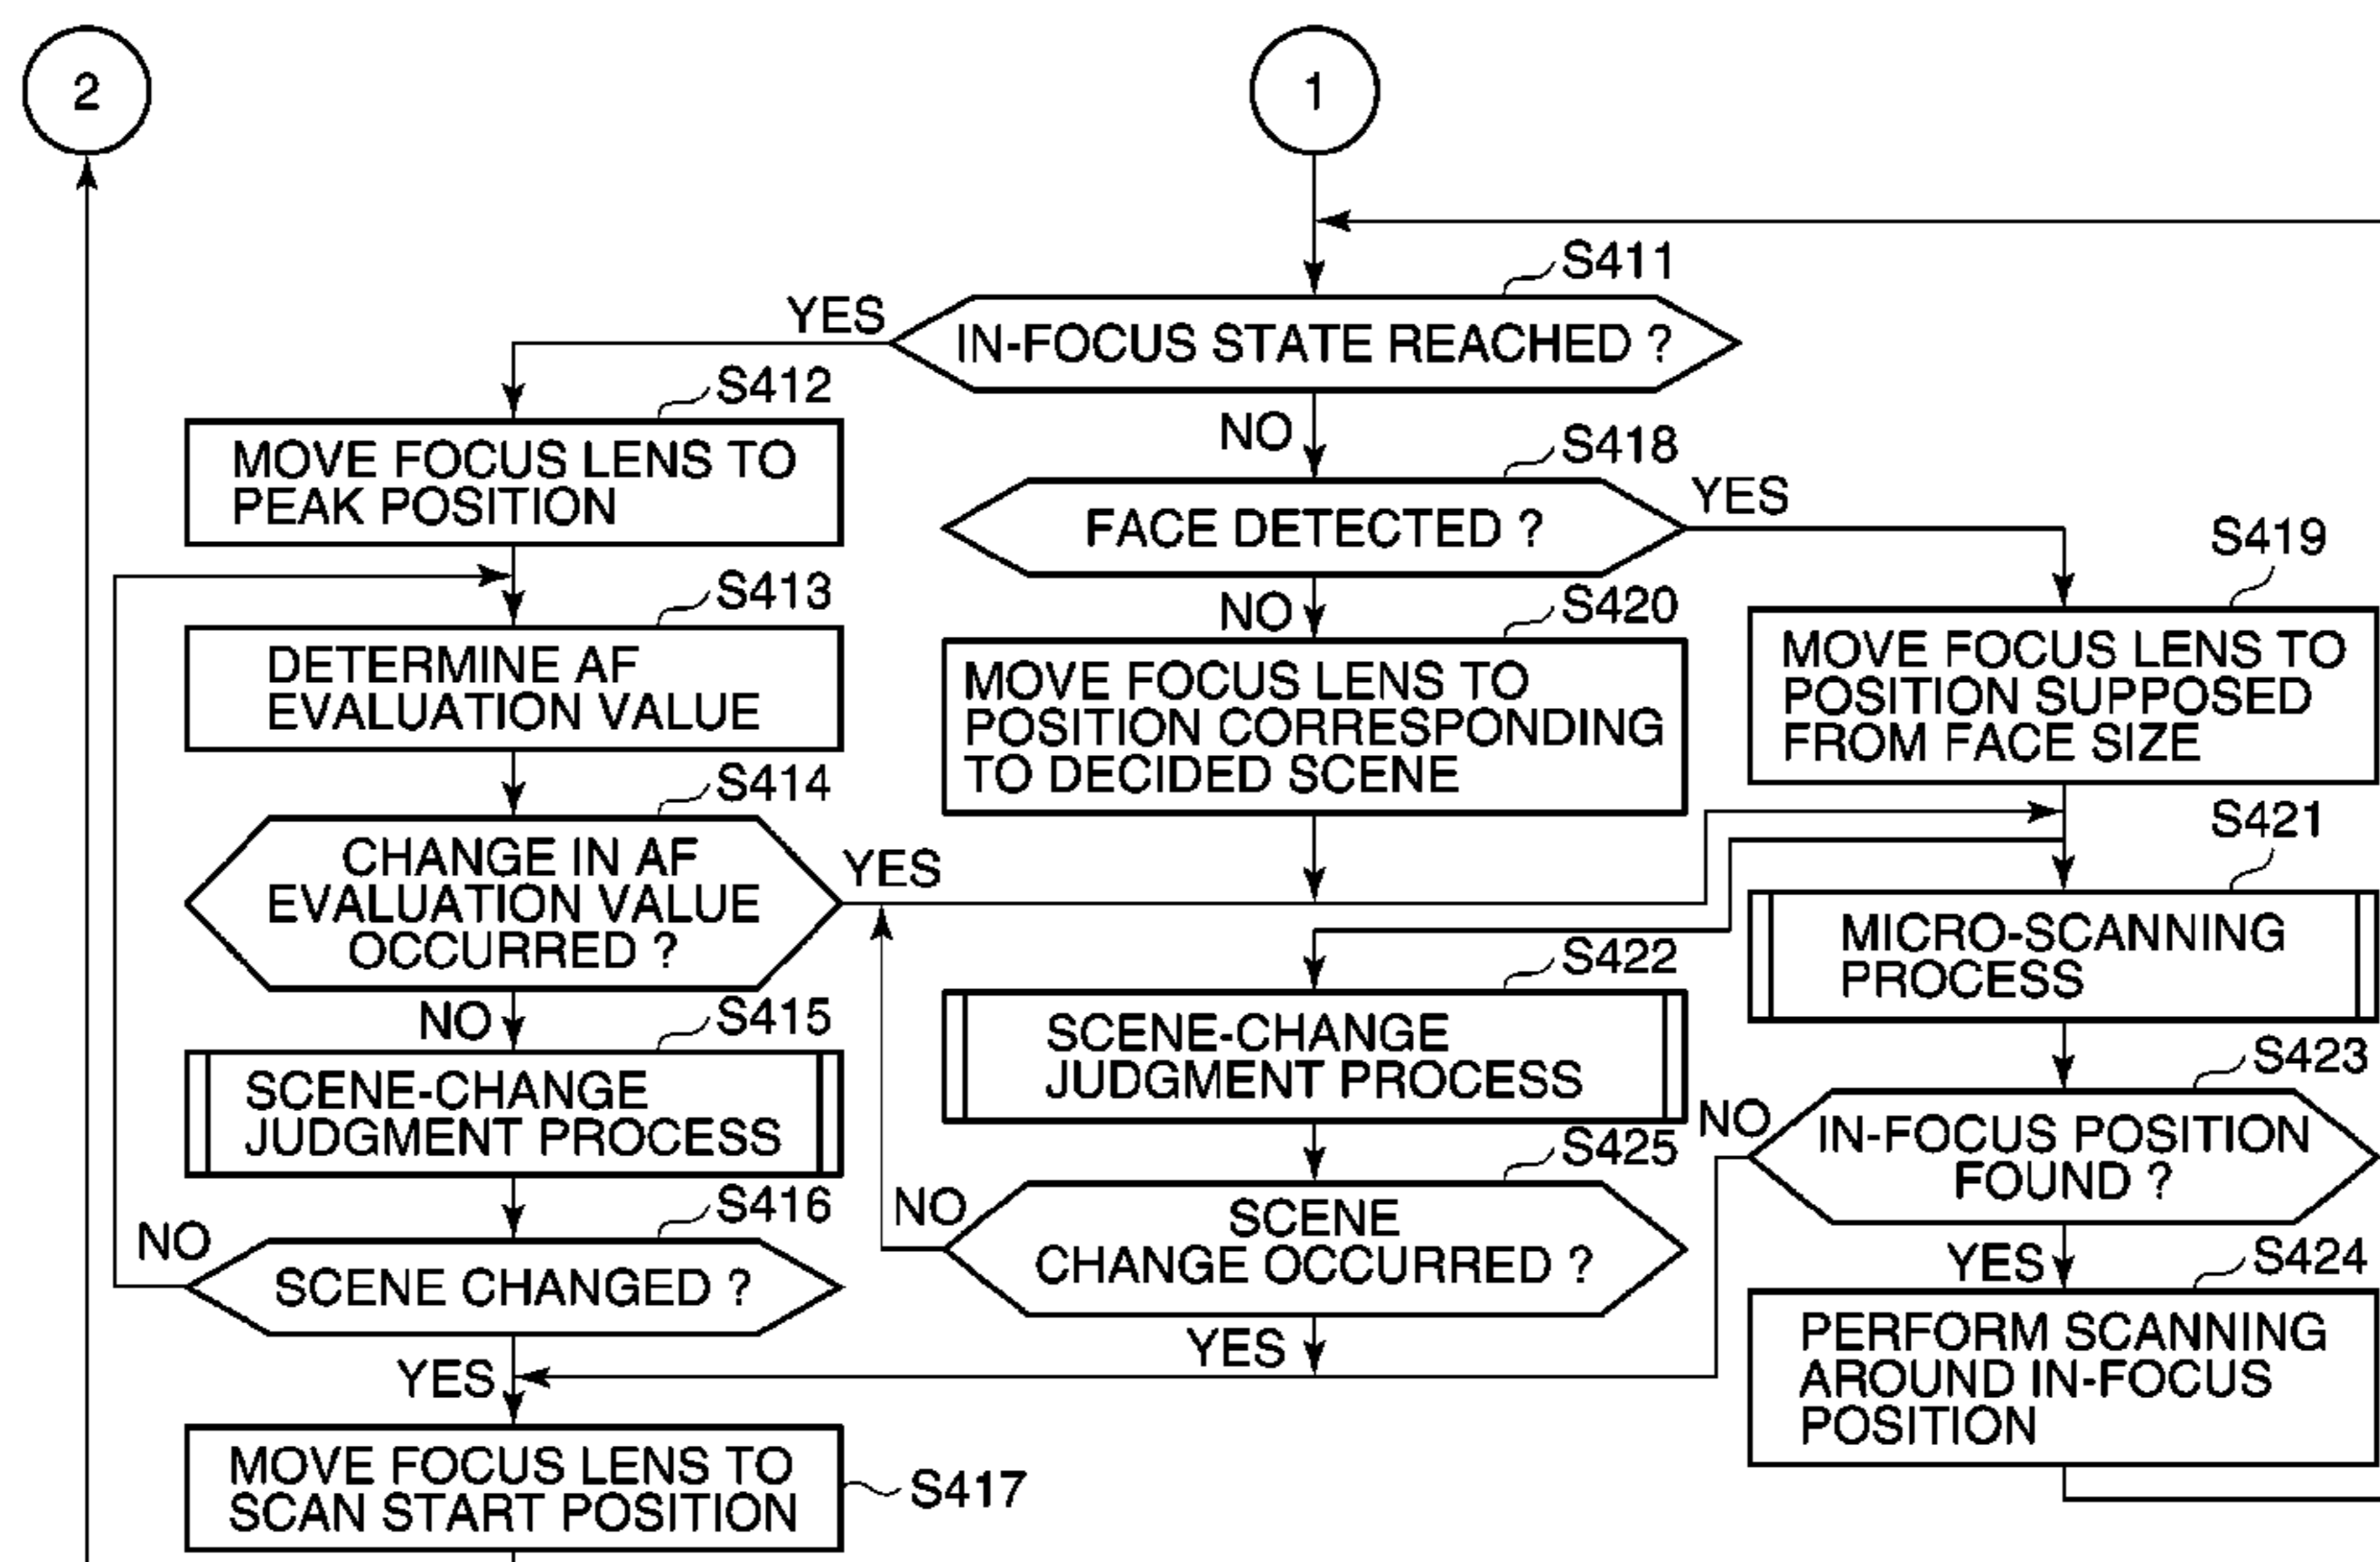 2
1
S411
YES
IN-FOCUS STATE REACHED ?
S412
NO
S418
MOVE FOCUS LENS TO
PEAK POSITION
FACE DETECTED ?
YES
S419
S413
NO
S420
DETERMINE AF
EVALUATION VALUE
MOVE FOCUS LENS TO
POSITION CORRESPONDING
TO DECIDED SCENE
MOVE FOCUS LENS TO
POSITION SUPPOSED
FROM FACE SIZE
S414
S421
CHANGE IN AF
EVALUATION VALUE
OCCURRED ?
YES
S422
MICRO-SCANNING
PROCESS
NO
S415
SCENE-CHANGE
JUDGMENT PROCESS
S423
SCENE-CHANGE
JUDGMENT PROCESS
S425
NO
IN-FOCUS POSITION
FOUND ?
S416
NO
SCENE CHANGED ?
NO
SCENE
CHANGE OCCURRED ?
YES
S424
YES
YES
PERFORM SCANNING
AROUND IN-FOCUS
POSITION
MOVE FOCUS LENS TO
SCAN START POSITION
S417